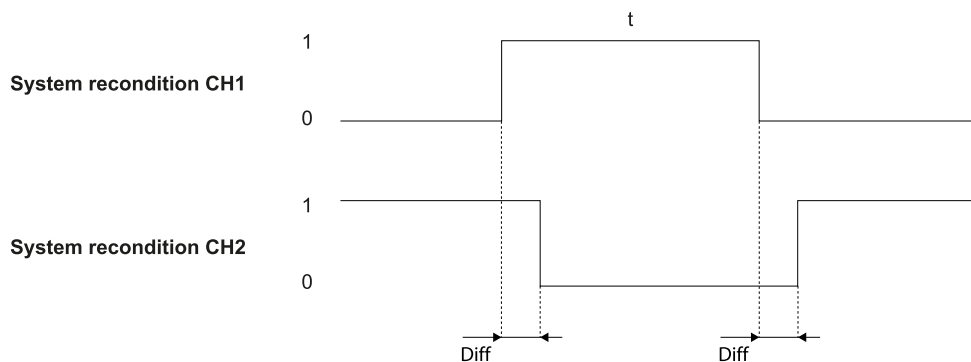 t
1
System recondition CH1
0
1
System recondition CH2
0
Diff
Diff